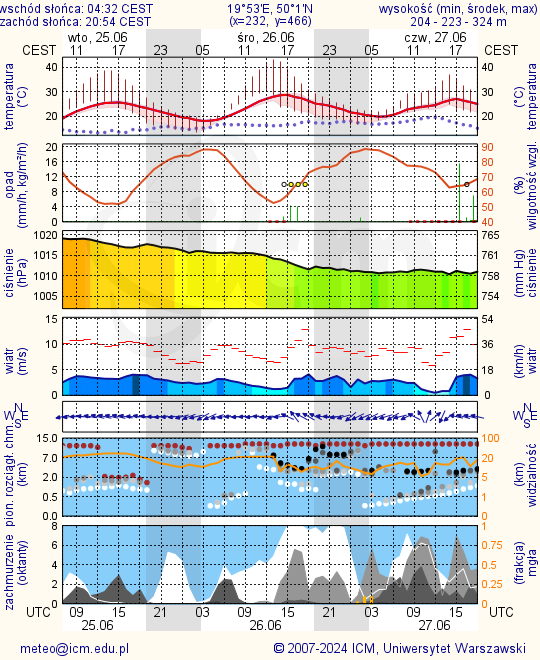 wschód słońca: 04:32 CEST 19°53'E, 50°1'N wysokość (min, środek, max)
zachód słońca: 20:54 CEST (x=232, y=466) 204 - 223 - 324 m
wto, 25.06 śro, 26.06 czw, 27.06
CEST 11 17 23 05 11 17 23 05 11 17 CEST
temperatura (°C)
40 30 20
40 30 20
temperatura (°C)
opad (mm/h, kg/m²/h)
20 16 12 8 4 0
90 80 70 60 50 40
(%) wilgotność wzgl.
ciśnienie (hPa)
1020 1015 1010 1005
765 761 758 754
(mm Hg) ciśnienie
wiatr (m/s)
15 10 5 0
54 36 18 0
(km/h) wiatr
N W E S
N W E S
pion. rozciągł. chm. (km)
15.0 7.0 2.0 0.5 0.0
100 20 5 1 0
(km) widzialność
zachmurzenie (oktanty)
8 6 4 2 0
1 0.75 0.5 0.25 0
(frakcja) mgła
UTC 09 15 21 03 09 15 21 03 09 15 UTC
25.06 26.06 27.06
meteo@icm.edu.pl © 2007-2024 ICM, Uniwersytet Warszawski